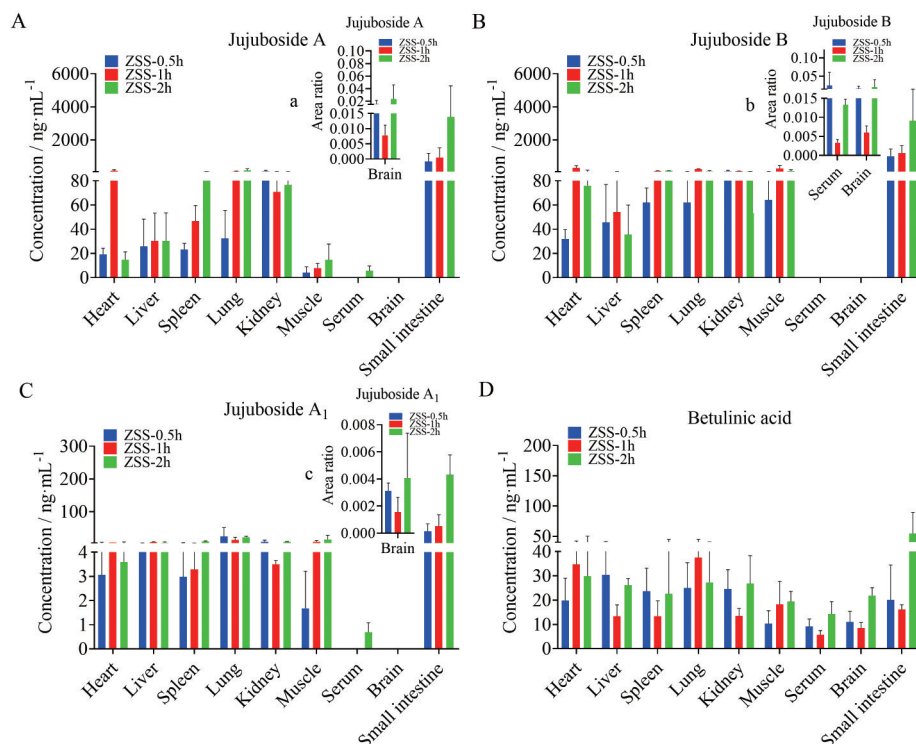 A
Jujuboside A
ZSS-0.5h
ZSS-1h
ZSS-2h
Concentration / ng·mL⁻¹
6000
4000
2000
80
60
40
20
0
Heart
Liver
Spleen
Lung
Kidney
Muscle
Serum
Brain
Small intestine
a
Jujuboside A
ZSS-0.5h
ZSS-1h
ZSS-2h
Area ratio
0.10
0.08
0.06
0.04
0.02
0.015
0.010
0.005
0.000
Brain
B
Jujuboside B
ZSS-0.5h
ZSS-1h
ZSS-2h
Concentration / ng·mL⁻¹
6000
4000
2000
80
60
40
20
0
Heart
Liver
Spleen
Lung
Kidney
Muscle
Serum
Brain
Small intestine
b
Jujuboside B
ZSS-0.5h
ZSS-1h
ZSS-2h
Area ratio
0.10
0.05
0.015
0.010
0.005
0.000
Serum
Brain
C
Jujuboside A₁
ZSS-0.5h
ZSS-1h
ZSS-2h
Concentration / ng·mL⁻¹
300
200
100
4
3
2
1
0
Heart
Liver
Spleen
Lung
Kidney
Muscle
Serum
Brain
Small intestine
c
Jujuboside A₁
ZSS-0.5h
ZSS-1h
ZSS-2h
Area ratio
0.008
0.006
0.004
0.002
0.000
Brain
D
Betulinic acid
ZSS-0.5h
ZSS-1h
ZSS-2h
Concentration / ng·mL⁻¹
200
150
100
50
40
30
20
10
0
Heart
Liver
Spleen
Lung
Kidney
Muscle
Serum
Brain
Small intestine